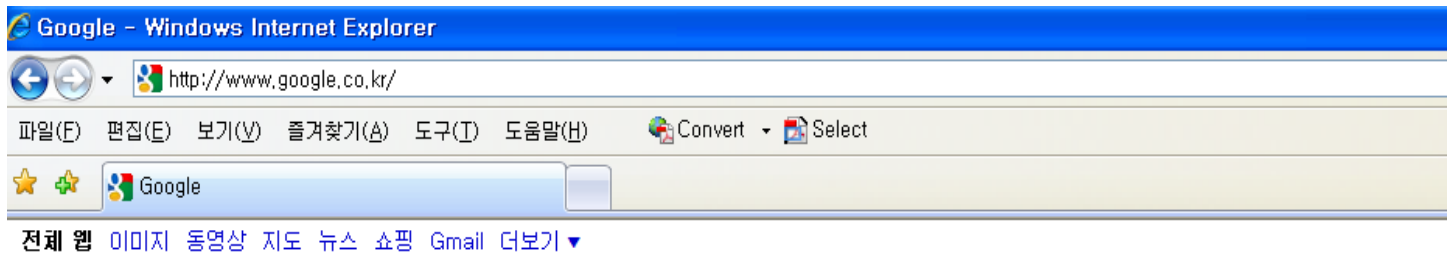 Google - Windows Internet Explorer
http://www.google.co.kr/
파일(F) 편집(E) 보기(V) 즐겨찾기(A) 도구(T) 도움말(H) Convert Select
Google
전체 웹 이미지 동영상 지도 뉴스 쇼핑 Gmail 더보기 ▼